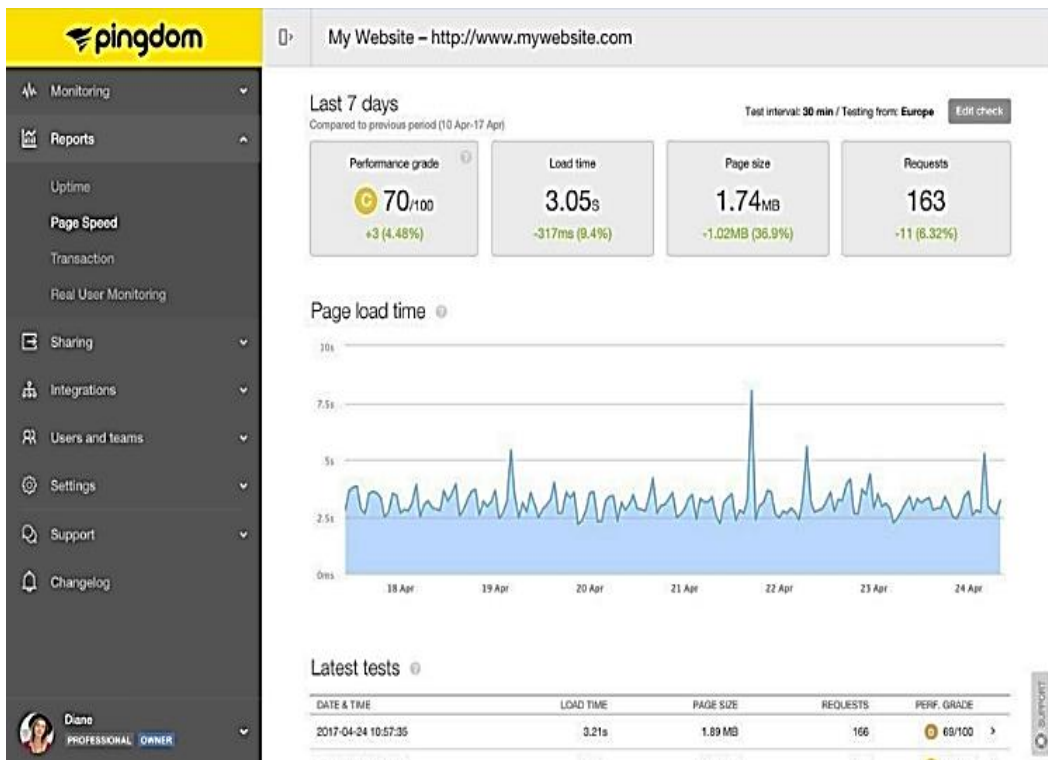 pingdom
My Website – http://www.mywebsite.com
Monitoring
Reports
Uptime
Page Speed
Transaction
Real User Monitoring
Sharing
Integrations
Users and teams
Settings
Support
Changelog
Diane
PROFESSIONAL OWNER
Last 7 days
Compared to previous period (10 Apr-17 Apr)
Test interval: 30 min / Testing from: Europe
Edit check
Performance grade
C 70/100
+3 (4.48%)
Load time
3.05s
-317ms (9.4%)
Page size
1.74MB
-1.02MB (36.9%)
Requests
163
-11 (6.32%)
Page load time
10s
7.5s
5s
2.5s
0ms
18 Apr 19 Apr 20 Apr 21 Apr 22 Apr 23 Apr 24 Apr
Latest tests
DATE & TIME LOAD TIME PAGE SIZE REQUESTS PERF. GRADE
2017-04-24 10:57:35 3.21s 1.89 MB 166 D 69/100
SUPPORT